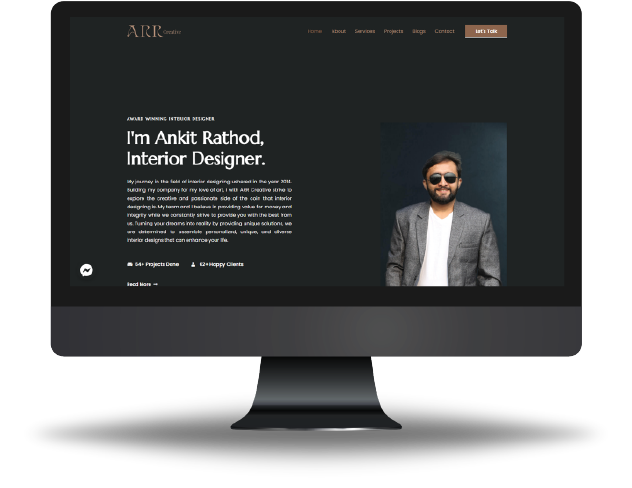 ARR Creative
Home About Services Projects Blogs Contact Let's Talk
AWARD WINNING INTERIOR DESIGNER
I'm Ankit Rathod,
Interior Designer.
My journey in the field of interior designing ushered in the year 2014.
Building my company for my love of art, I with ARR Creative strive to
explore the creative and passionate side of the coin that interior
designing is. My team and I believe in providing value for money and
integrity while we constantly strive to provide you with the best from
us. Turning your dreams into reality by providing unique solutions, we
are determined to assemble personalized, unique, and diverse
interior designs that can enhance your life.
54+ Projects Done 62+ Happy Clients
Read More